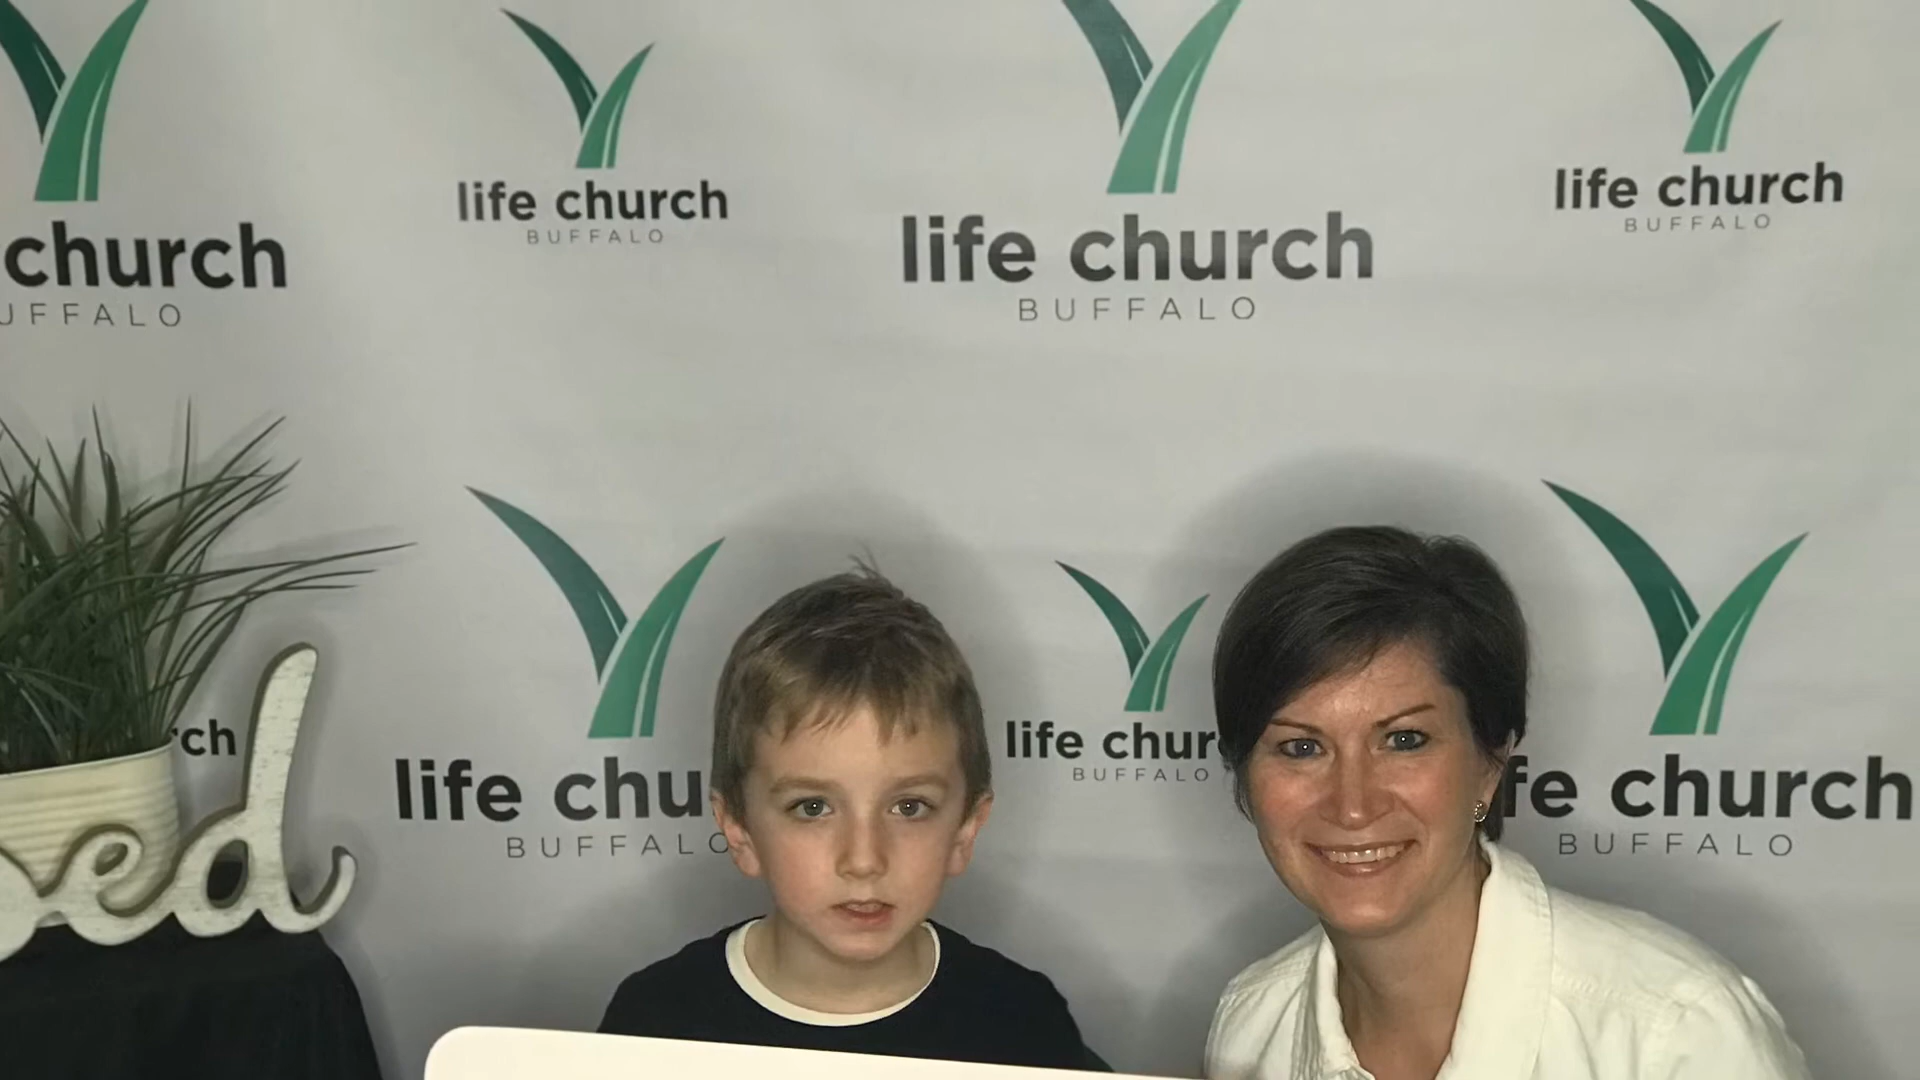 church
UFFALO
life church
BUFFALO
life church
BUFFALO
life church
BUFFALO
rch
life chu
BUFFALO
life chur
BUFFALO
fe church
BUFFALO
ed